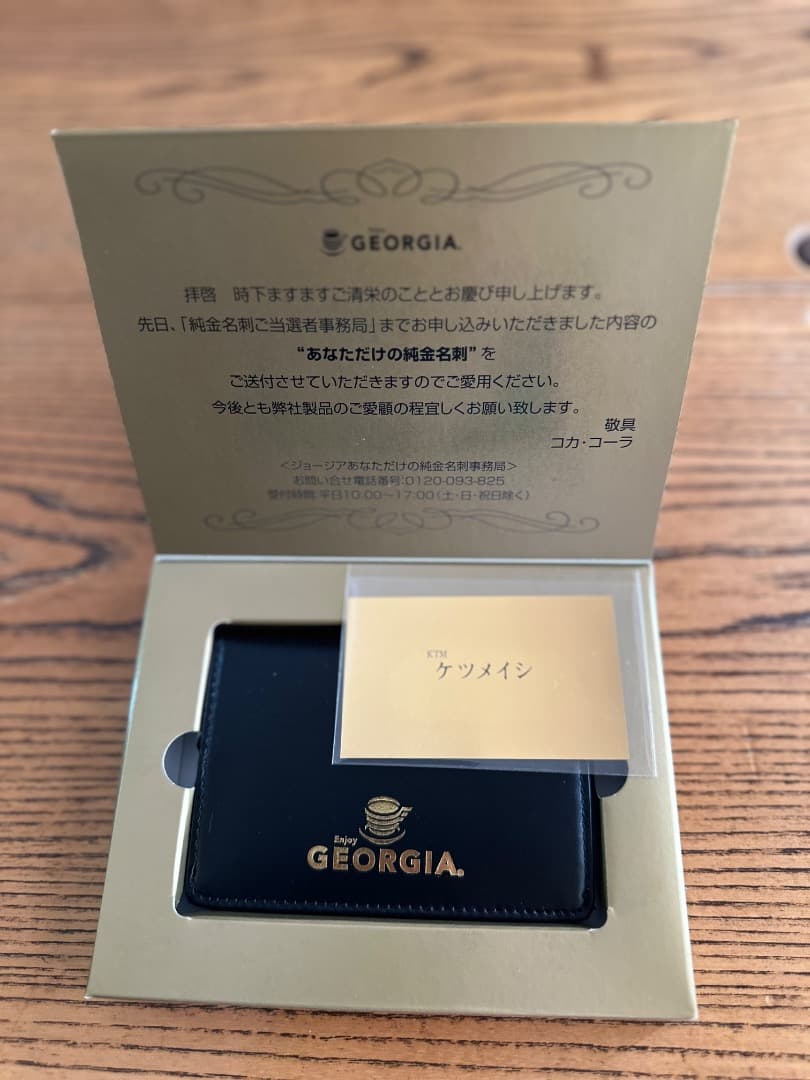 Enjoy
GEORGIA.
拝啓 時下ますますご清栄のこととお慶び申し上げます。
先日、「純金名刺ご当選者事務局」までお申し込みいただきました内容の
“あなただけの純金名刺”を
ご送付させていただきますのでご愛用ください。
今後とも弊社製品のご愛顧の程宜しくお願い致します。
敬具
コカ・コーラ
＜ジョージアあなただけの純金名刺事務局＞
お問い合せ電話番号:0120-093-825
受付時間:平日10:00～17:00(土・日・祝日除く)
KTM
ケツメイシ
Enjoy
GEORGIA.